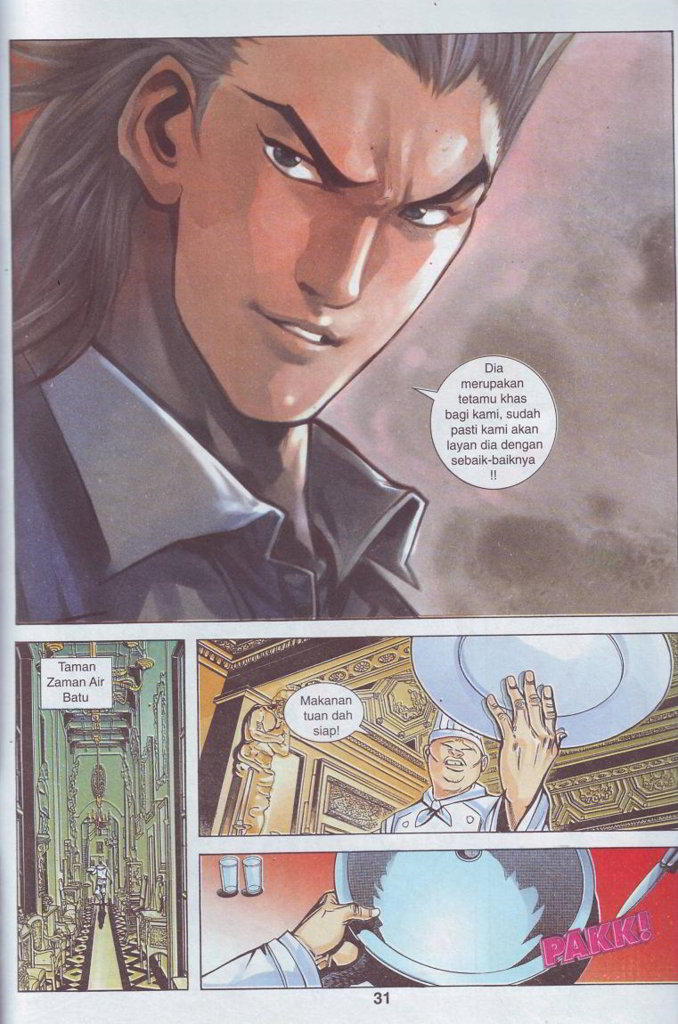 Dia
merupakan
tetamu khas
bagi kami, sudah
pasti kami akan
layan dia dengan
sebaik-baiknya
!!
Taman
Zaman Air
Batu
Makanan
tuan dah
siap!
PAKK!
31